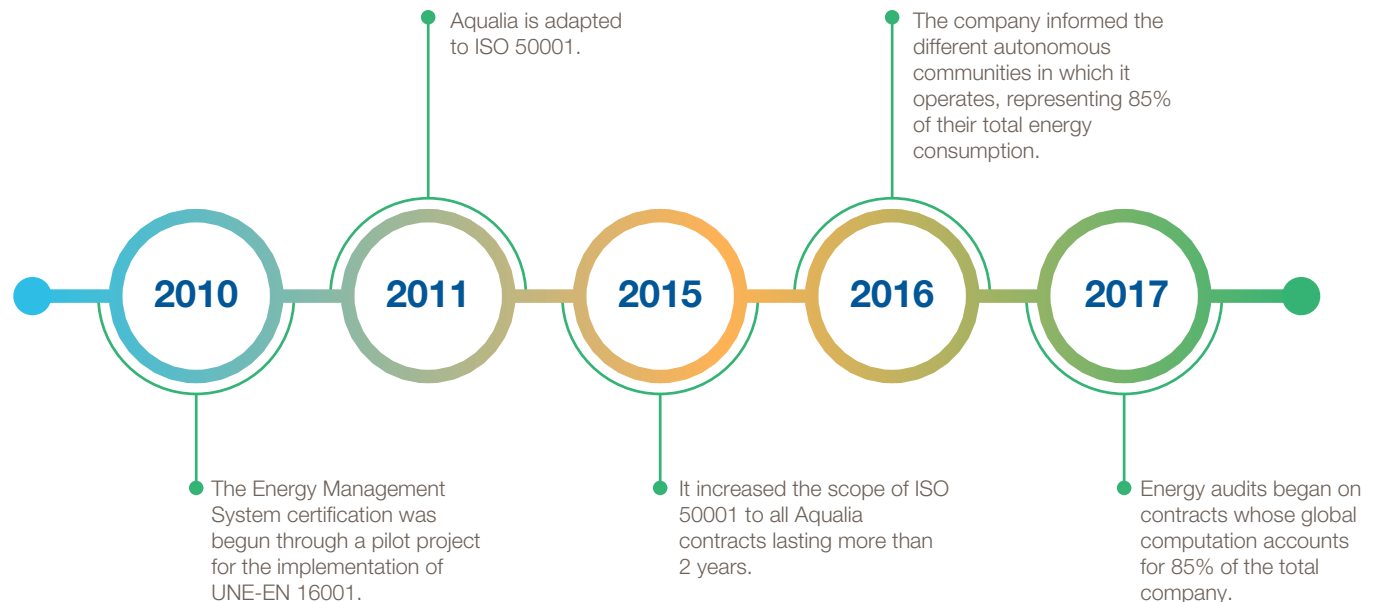 Aqualia is adapted
to ISO 50001.
The company informed the
different autonomous
communities in which it
operates, representing 85%
of their total energy
consumption.
2010
2011
2015
2016
2017
The Energy Management
System certification was
begun through a pilot project
for the implementation of
UNE-EN 16001.
It increased the scope of ISO
50001 to all Aqualia
contracts lasting more than
2 years.
Energy audits began on
contracts whose global
computation accounts
for 85% of the total
company.